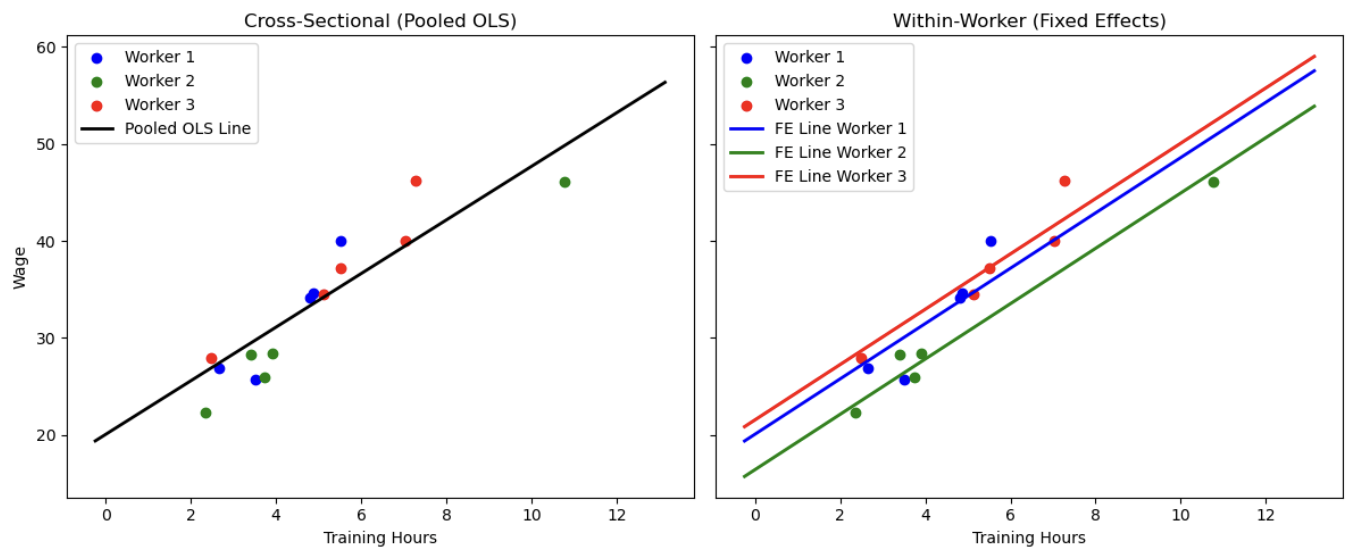 Cross-Sectional (Pooled OLS)
Worker 1
Worker 2
Worker 3
Pooled OLS Line
60
50
40
30
20
Wage
0 2 4 6 8 10 12
Training Hours
Within-Worker (Fixed Effects)
Worker 1
Worker 2
Worker 3
FE Line Worker 1
FE Line Worker 2
FE Line Worker 3
0 2 4 6 8 10 12
Training Hours